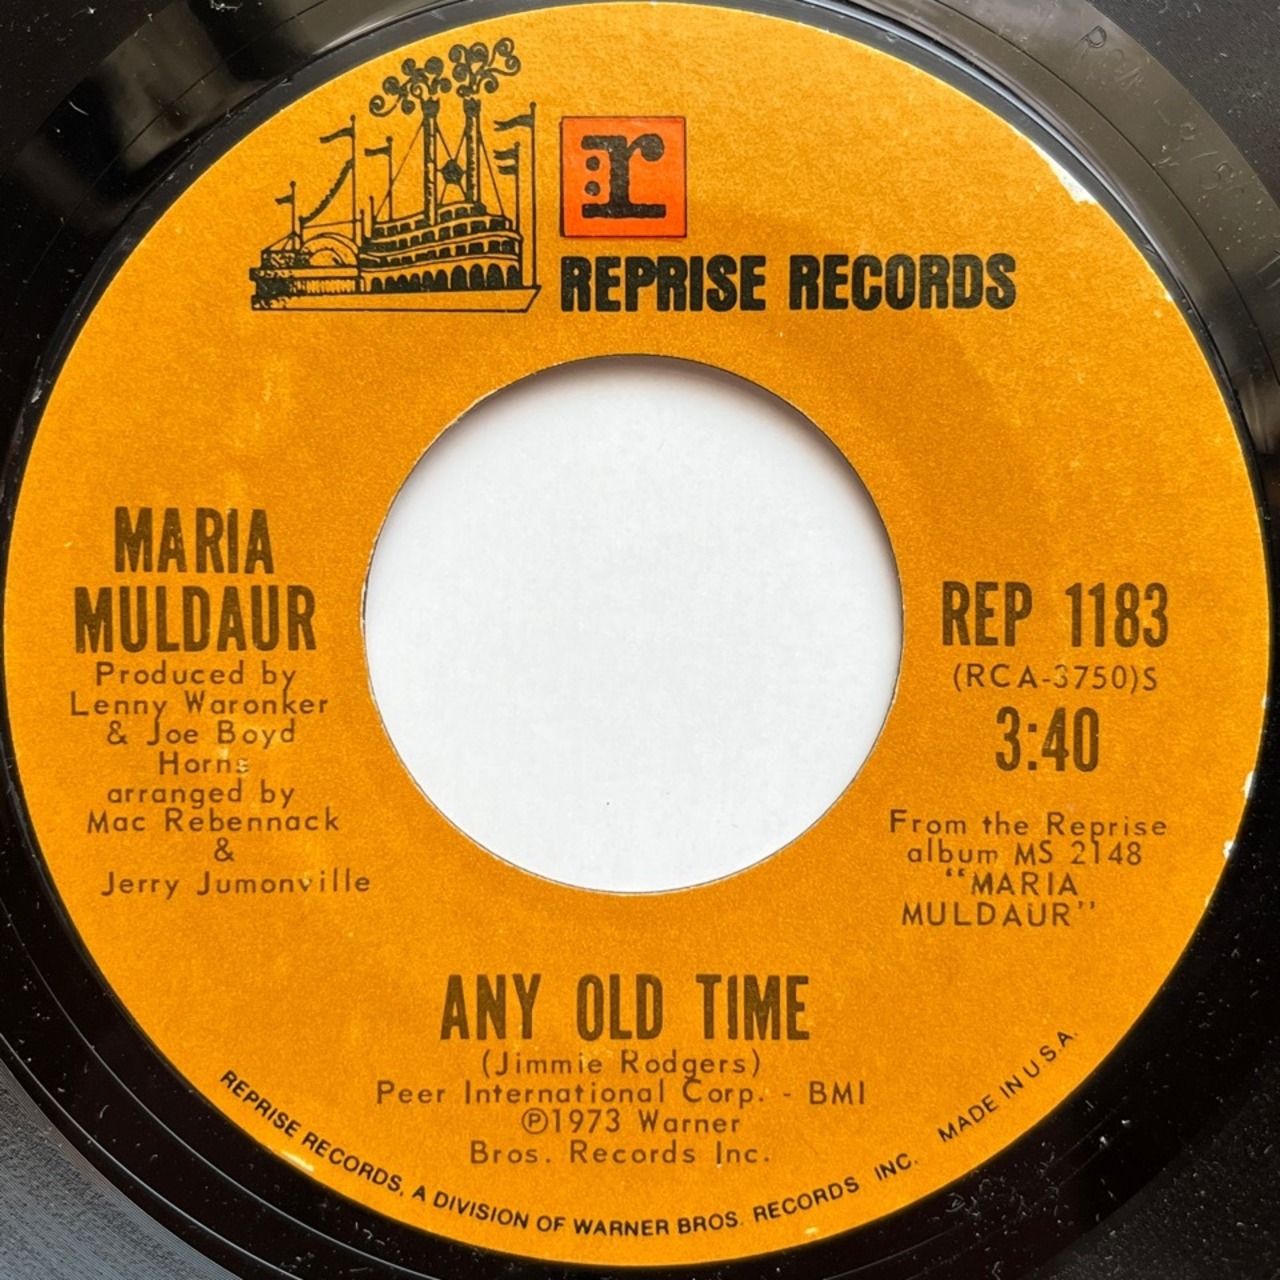 r:
REPRISE RECORDS
MARIA
MULDAUR
Produced by
Lenny Waronker
& Joe Boyd
Horns
arranged by
Mac Rebennack
&
Jerry Jumonville
REP 1183
(RCA-3750)S
3:40
From the Reprise
album MS 2148
"MARIA
MULDAUR"
ANY OLD TIME
(Jimmie Rodgers)
Peer International Corp. - BMI
℗1973 Warner
Bros. Records Inc.
REPRISE RECORDS, A DIVISION OF WARNER BROS. RECORDS INC. MADE IN U.S.A.